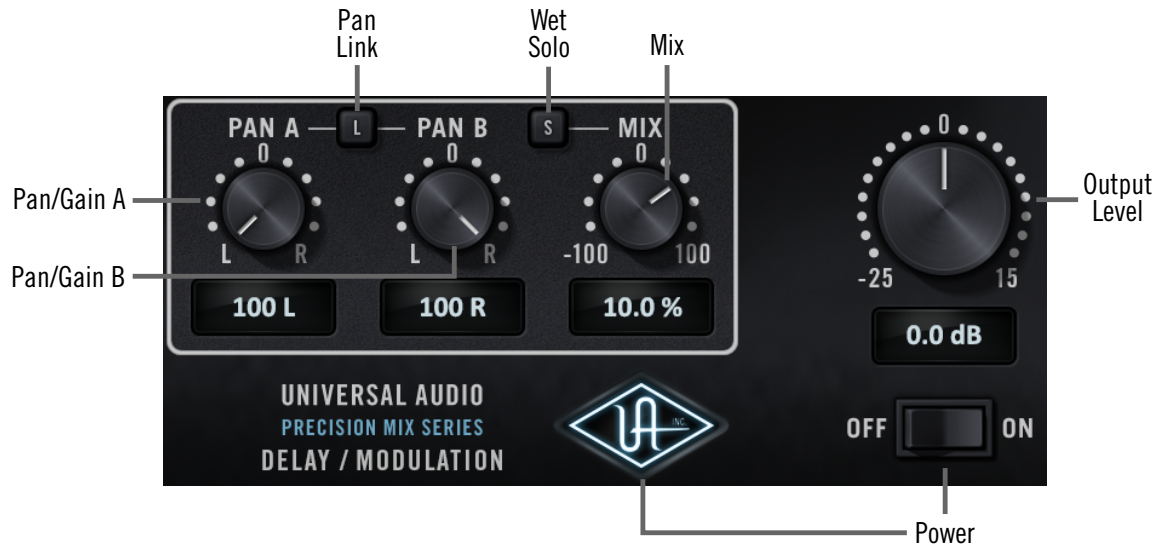 Pan
Link
Wet
Solo
Mix
PAN A
L
PAN B
S
MIX
0
0
0
0
Pan/Gain A
Output
Level
L
R
L
R
-100
100
-25
15
Pan/Gain B
100 L
100 R
10.0 %
0.0 dB
UNIVERSAL AUDIO
PRECISION MIX SERIES
DELAY / MODULATION
UA
INC.
OFF
ON
Power